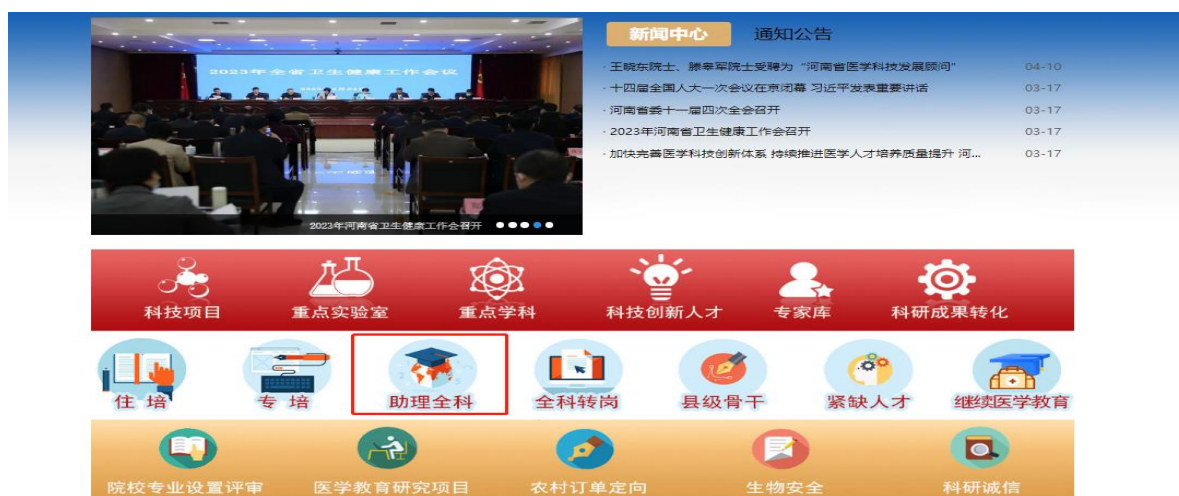 2023年全省卫生健康工作会议
2023年河南省卫生健康工作会召开
新闻中心
通知公告
· 王晓东院士、滕皋军院士受聘为“河南省医学科技发展顾问” 04-10
· 十四届全国人大一次会议在京闭幕 习近平发表重要讲话 03-17
· 河南省委十一届四次全会召开 03-17
· 2023年河南省卫生健康工作会召开 03-17
· 加快完善医学科技创新体系 持续推进医学人才培养质量提升 河... 03-17
科技项目 重点实验室 重点学科 科技创新人才 专家库 科研成果转化
住 培 专 培 助理全科 全科转岗 县级骨干 紧缺人才 继续医学教育
院校专业设置评审 医学教育研究项目 农村订单定向 生物安全 科研诚信